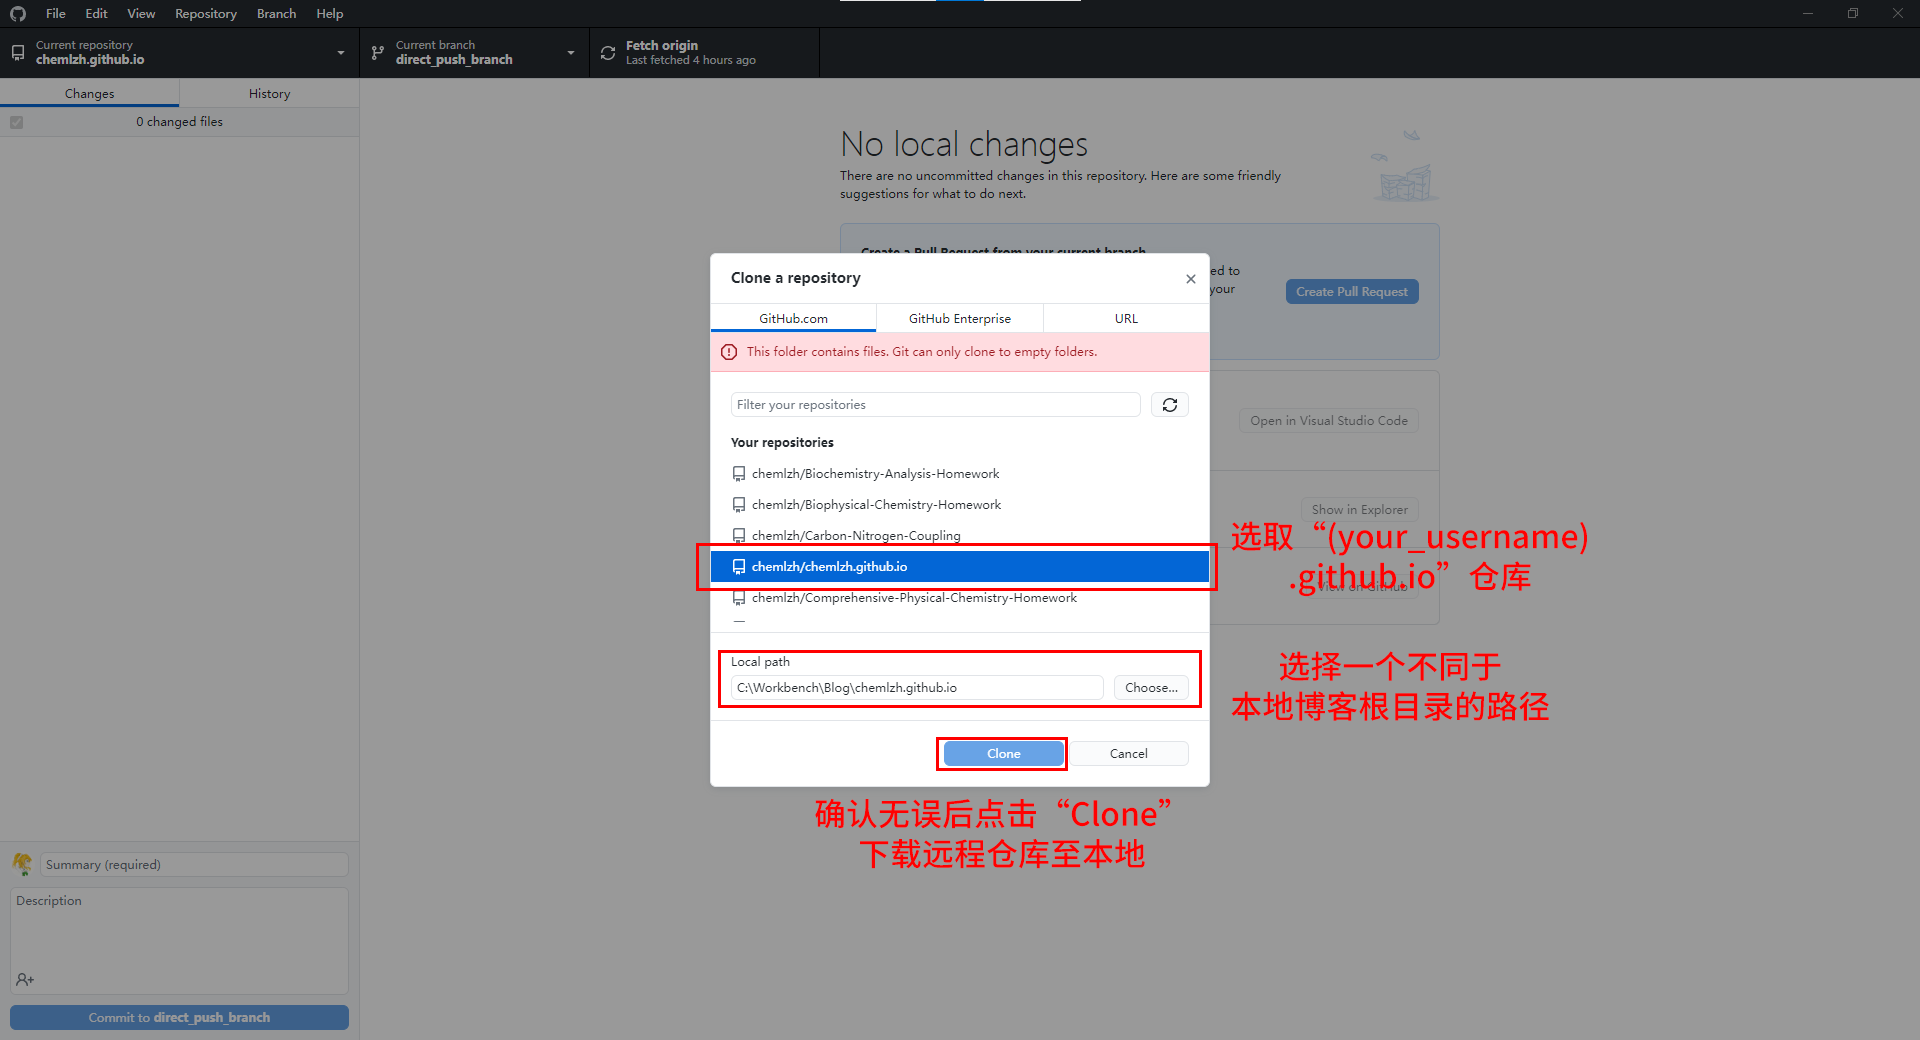 File Edit View Repository Branch Help
Current repository
chemlzh.github.io
Current branch
direct_push_branch
Fetch origin
Last fetched 4 hours ago
Changes
History
0 changed files
No local changes
There are no uncommitted changes in this repository. Here are some friendly
suggestions for what to do next.
Create a Pull Request from your current branch
ed to
your
Create Pull Request
Open in Visual Studio Code
Show in Explorer
View on GitHub
Clone a repository
GitHub.com
GitHub Enterprise
URL
This folder contains files. Git can only clone to empty folders.
Filter your repositories
Your repositories
chemlzh/Biochemistry-Analysis-Homework
chemlzh/Biophysical-Chemistry-Homework
chemlzh/Carbon-Nitrogen-Coupling
chemlzh/chemlzh.github.io
chemlzh/Comprehensive-Physical-Chemistry-Homework
选取“(your_username)
.github.io”仓库
Local path
C:\Workbench\Blog\chemlzh.github.io
Choose...
选择一个不同于
本地博客根目录的路径
Clone
Cancel
确认无误后点击“Clone”
下载远程仓库至本地
Summary (required)
Description
Commit to direct_push_branch